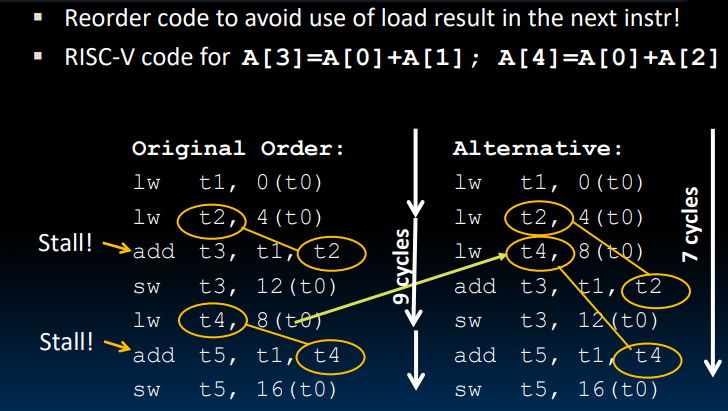 ▪ Reorder code to avoid use of load result in the next instr!
▪ RISC-V code for A[3]=A[0]+A[1]; A[4]=A[0]+A[2]
Original Order:
lw t1, 0(t0)
lw t2, 4(t0)
Stall! add t3, t1, t2
sw t3, 12(t0)
lw t4, 8(t0)
Stall! add t5, t1, t4
sw t5, 16(t0)
9 cycles
Alternative:
lw t1, 0(t0)
lw t2, 4(t0)
lw t4, 8(t0)
add t3, t1, t2
sw t3, 12(t0)
add t5, t1, t4
sw t5, 16(t0)
7 cycles